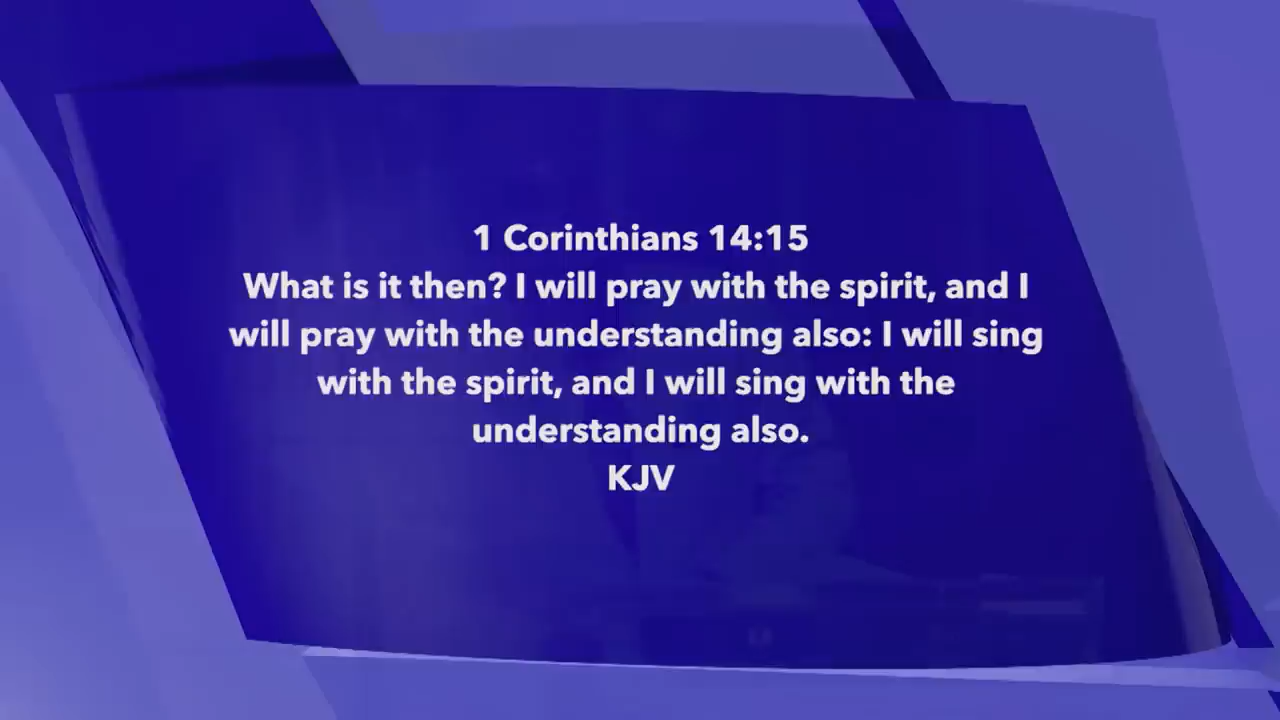 1 Corinthians 14:15
What is it then? I will pray with the spirit, and I
will pray with the understanding also: I will sing
with the spirit, and I will sing with the
understanding also.
KJV